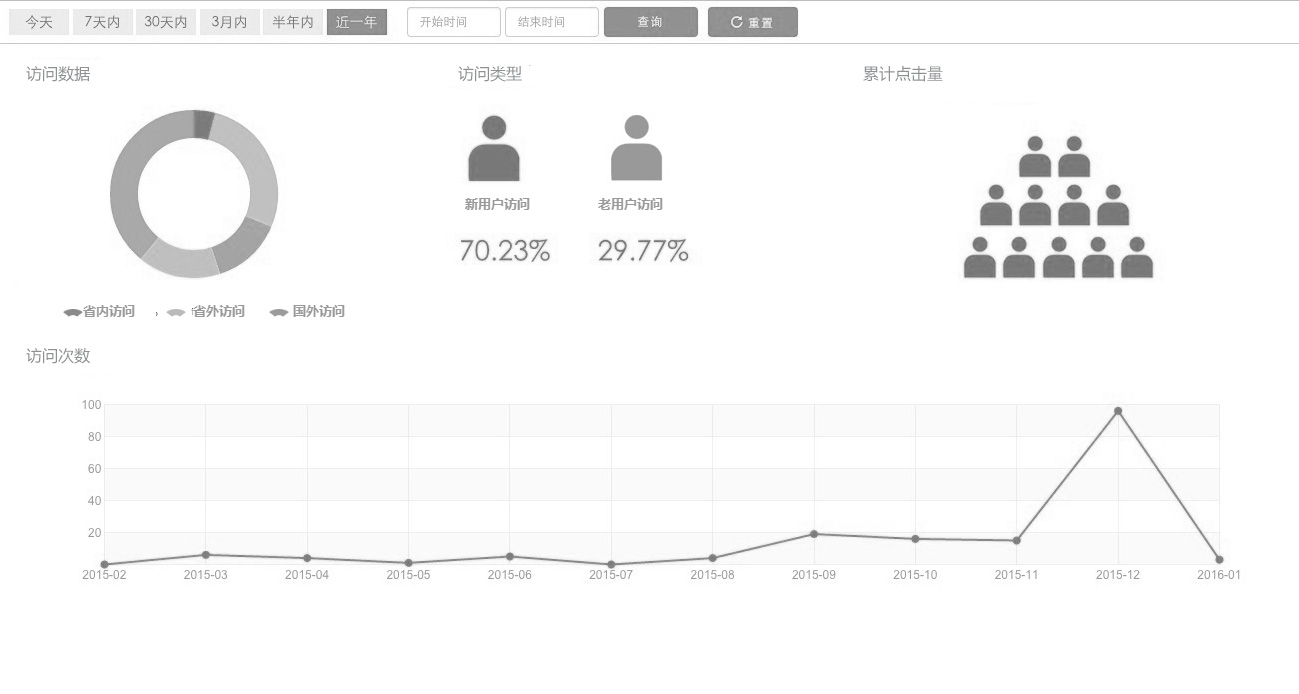 今天 7天内 30天内 3月内 半年内 近一年 开始时间 结束时间 查询 重置
访问数据 访问类型 累计点击量
新用户访问 老用户访问
70.23% 29.77%
省内访问 省外访问 国外访问
访问次数
100
80
60
40
20
2015-02 2015-03 2015-04 2015-05 2015-06 2015-07 2015-08 2015-09 2015-10 2015-11 2015-12 2016-01